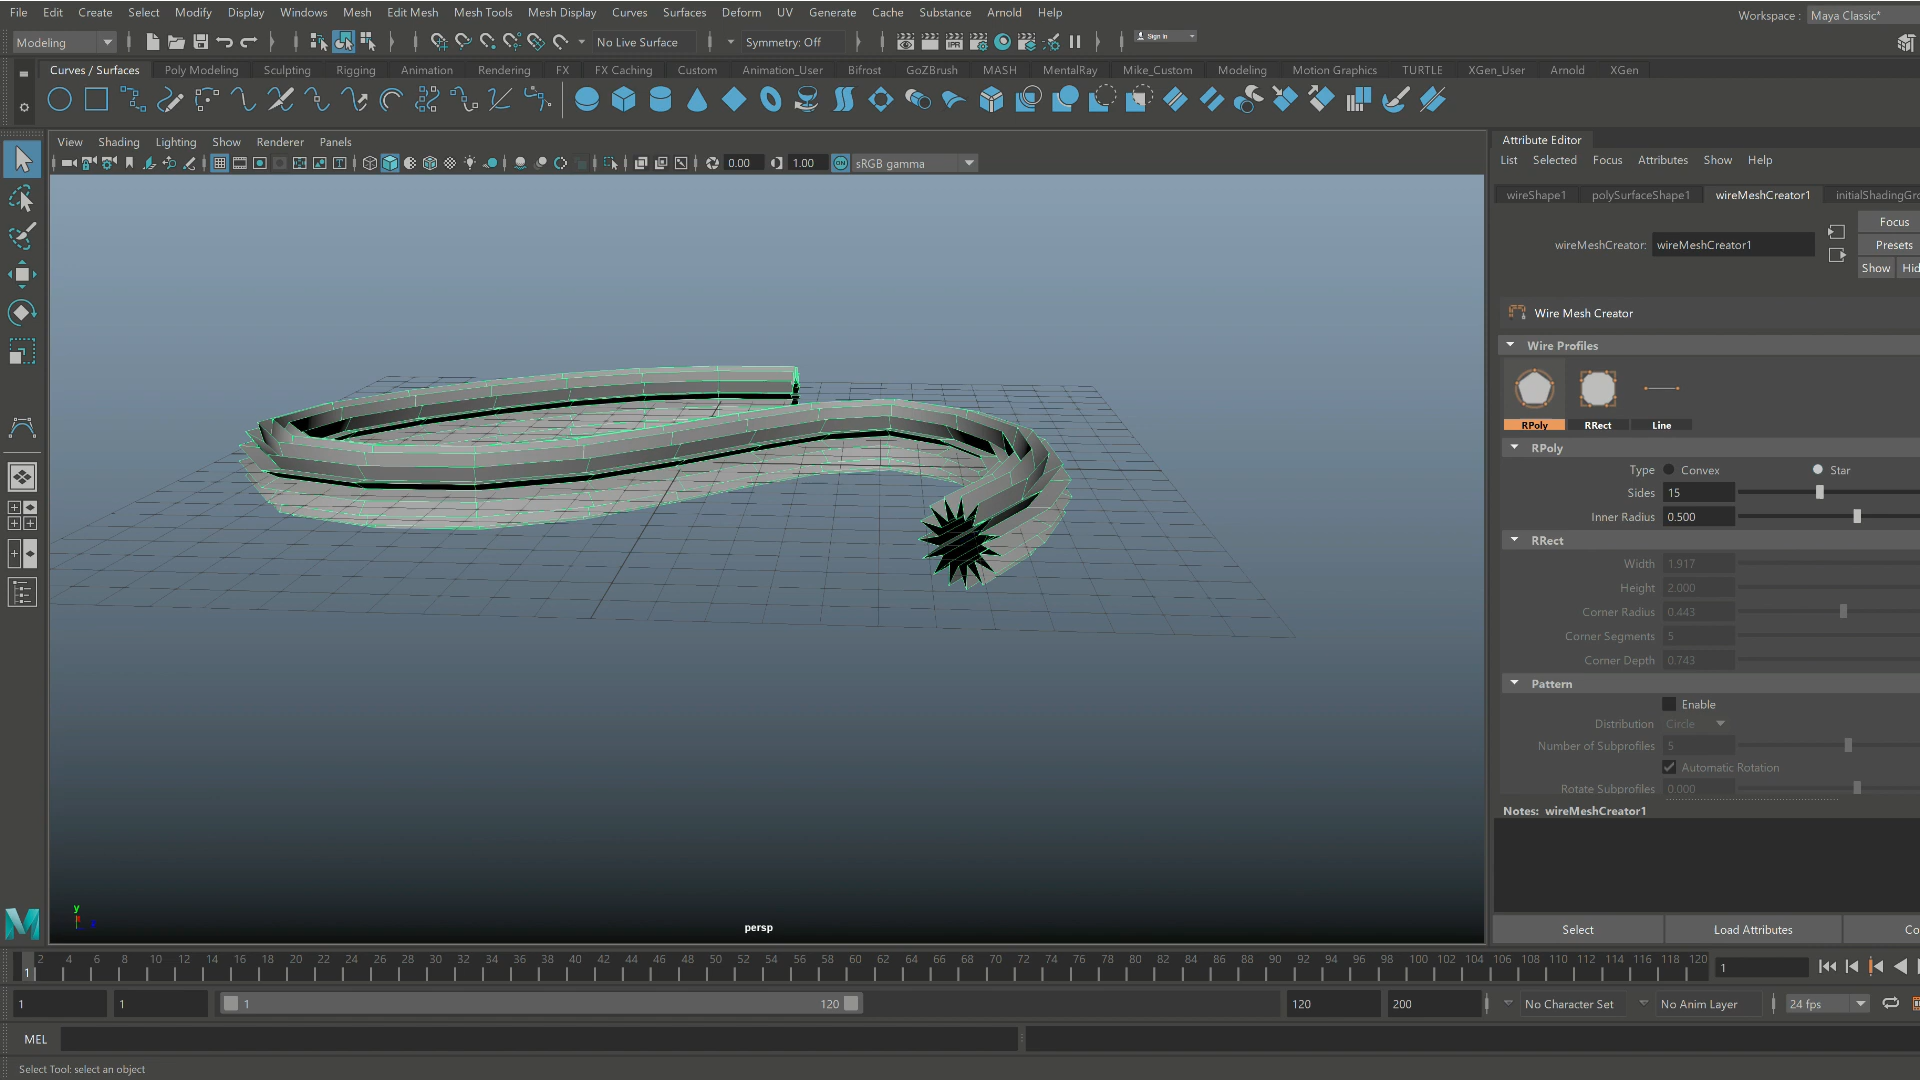 File Edit Create Select Modify Display Windows Mesh Edit Mesh Mesh Tools Mesh Display Curves Surfaces Deform UV Generate Cache Substance Arnold Help
Workspace : Maya Classic*
Modeling No Live Surface Symmetry: Off Sign In
Curves / Surfaces Poly Modeling Sculpting Rigging Animation Rendering FX FX Caching Custom Animation_User Bifrost GoZBrush MASH MentalRay Mike_Custom Modeling Motion Graphics TURTLE XGen_User Arnold XGen
View Shading Lighting Show Renderer Panels
0.00 1.00 ON sRGB gamma
Attribute Editor
List Selected Focus Attributes Show Help
wireShape1 polySurfaceShape1 wireMeshCreator1 initialShadingGro
Focus
wireMeshCreator: wireMeshCreator1 Presets
Show Hid
Wire Mesh Creator
Wire Profiles
RPoly RRect Line
RPoly
Type Convex Star
Sides 15
Inner Radius 0.500
RRect
Width 1.917
Height 2.000
Corner Radius 0.443
Corner Segments 5
Corner Depth 0.743
Pattern
Enable
Distribution Circle
Number of Subprofiles 5
Automatic Rotation
Rotate Subprofiles 0.000
Notes: wireMeshCreator1
y
persp
Select Load Attributes Co
2 4 6 8 10 12 14 16 18 20 22 24 26 28 30 32 34 36 38 40 42 44 46 48 50 52 54 56 58 60 62 64 66 68 70 72 74 76 78 80 82 84 86 88 90 92 94 96 98 100 102 104 106 108 110 112 114 116 118 120
1 1
1 1 1 120 120 200 No Character Set No Anim Layer 24 fps
MEL
Select Tool: select an object